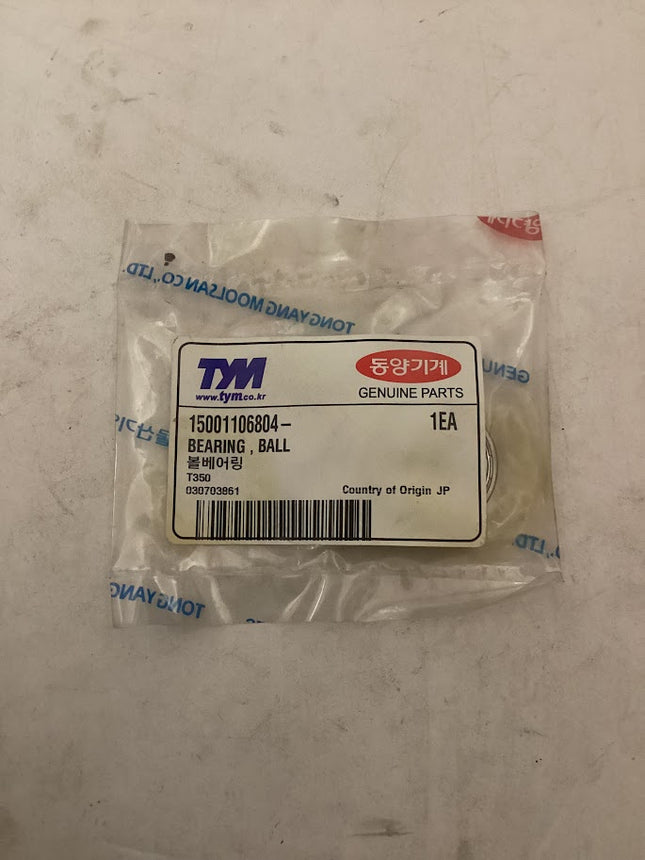 TONG YANG MOOLSAN CO., LTD.
TYM
www.tym.co.kr
동양기계
GENUINE PARTS
15001106804-
1EA
BEARING , BALL
볼베어링
T350
030703861
Country of Origin JP
LTD.
TONG YANG